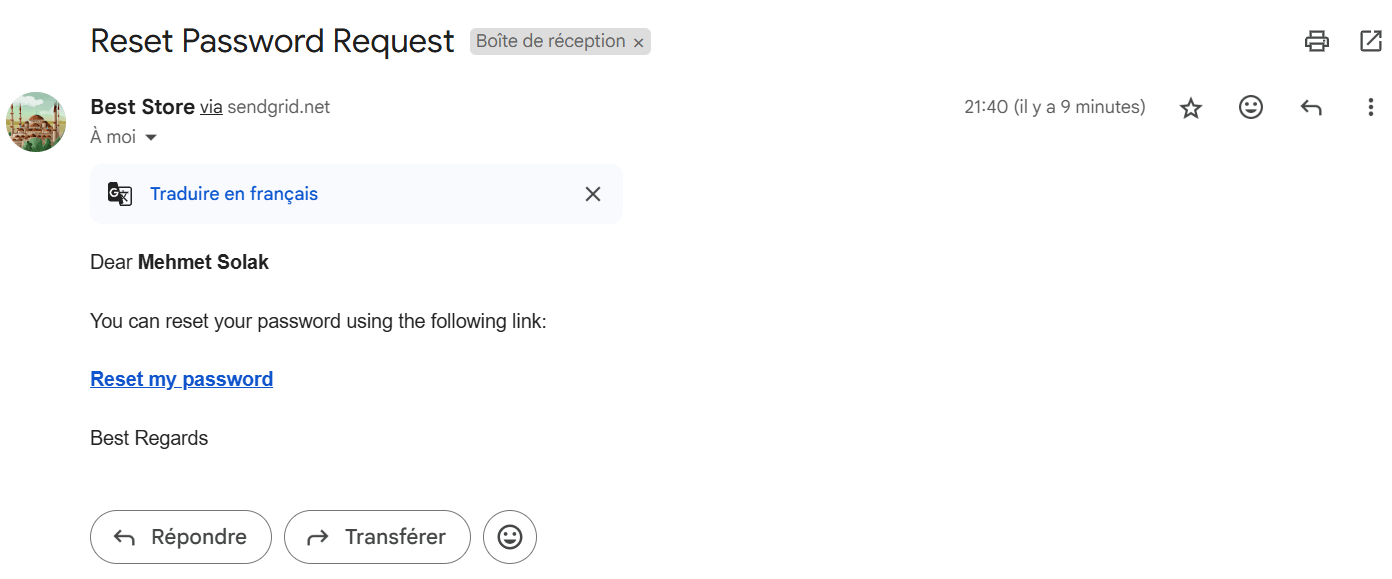 Reset Password Request Boîte de réception ×
Best Store via sendgrid.net 21:40 (il y a 9 minutes)
À moi
Traduire en français
Dear Mehmet Solak
You can reset your password using the following link:
Reset my password
Best Regards
Répondre Transférer